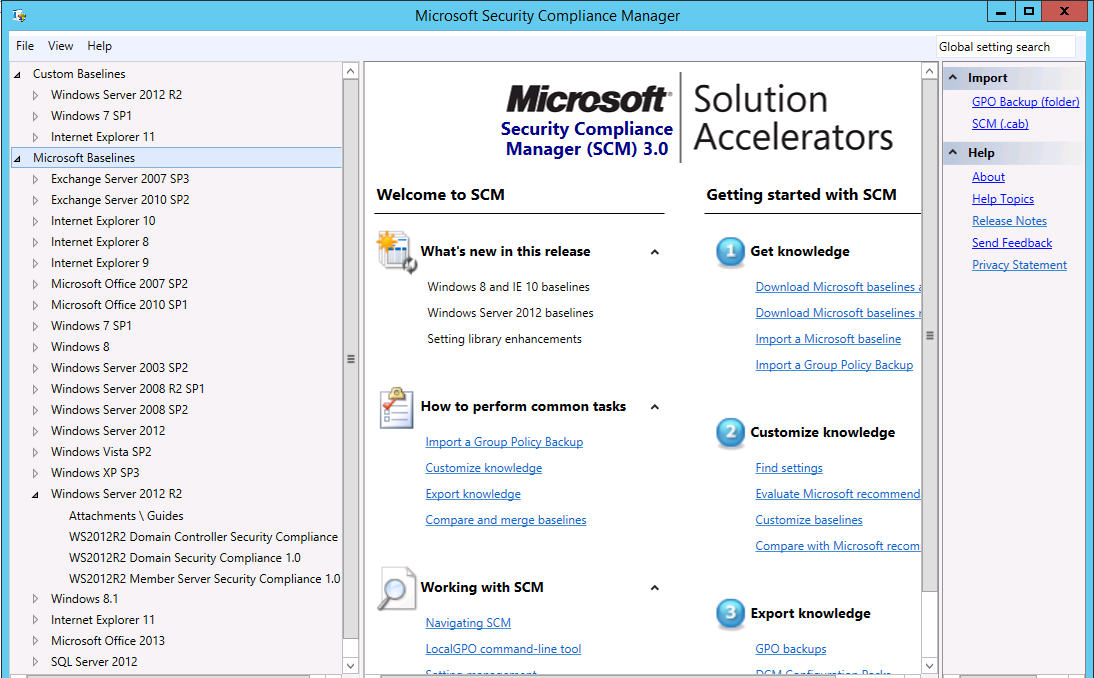 Microsoft Security Compliance Manager
File View Help
Global setting search
Custom Baselines
Windows Server 2012 R2
Windows 7 SP1
Internet Explorer 11
Microsoft Baselines
Exchange Server 2007 SP3
Exchange Server 2010 SP2
Internet Explorer 10
Internet Explorer 8
Internet Explorer 9
Microsoft Office 2007 SP2
Microsoft Office 2010 SP1
Windows 7 SP1
Windows 8
Windows Server 2003 SP2
Windows Server 2008 R2 SP1
Windows Server 2008 SP2
Windows Server 2012
Windows Vista SP2
Windows XP SP3
Windows Server 2012 R2
Attachments \ Guides
WS2012R2 Domain Controller Security Compliance
WS2012R2 Domain Security Compliance 1.0
WS2012R2 Member Server Security Compliance 1.0
Windows 8.1
Internet Explorer 11
Microsoft Office 2013
SQL Server 2012
Microsoft
Security Compliance
Manager (SCM) 3.0
Solution
Accelerators
Welcome to SCM
What's new in this release
Windows 8 and IE 10 baselines
Windows Server 2012 baselines
Setting library enhancements
How to perform common tasks
Import a Group Policy Backup
Customize knowledge
Export knowledge
Compare and merge baselines
Working with SCM
Navigating SCM
LocalGPO command-line tool
Setting management
Getting started with SCM
1
Get knowledge
Download Microsoft baselines a
Download Microsoft baselines
Import a Microsoft baseline
Import a Group Policy Backup
2
Customize knowledge
Find settings
Evaluate Microsoft recommend
Customize baselines
Compare with Microsoft recom
3
Export knowledge
GPO backups
DCM Configuration Packs
Import
GPO Backup (folder)
SCM (.cab)
Help
About
Help Topics
Release Notes
Send Feedback
Privacy Statement